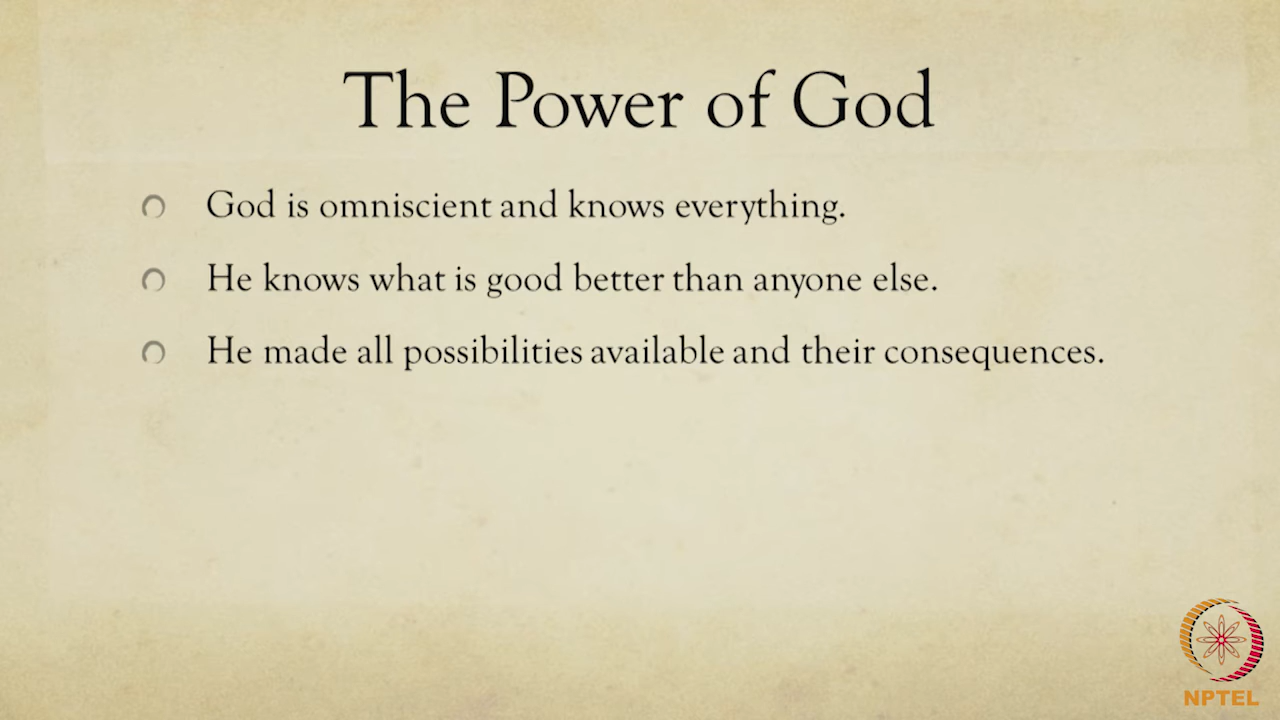 The Power of God
God is omniscient and knows everything.
He knows what is good better than anyone else.
He made all possibilities available and their consequences.
NPTEL